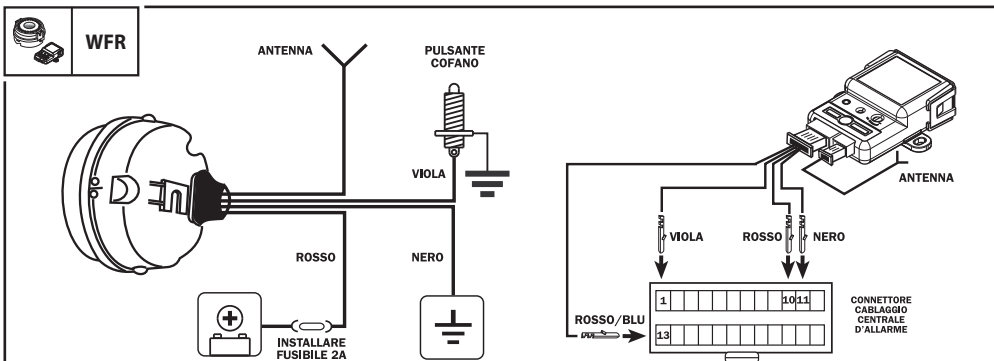 WFR
ANTENNA
PULSANTE
COFANO
VIOLA
ROSSO
NERO
INSTALLARE
FUSIBILE 2A
ANTENNA
VIOLA
ROSSO
NERO
1
10
11
ROSSO/BLU
13
CONNETTORE
CABLAGGIO
CENTRALE
D'ALLARME